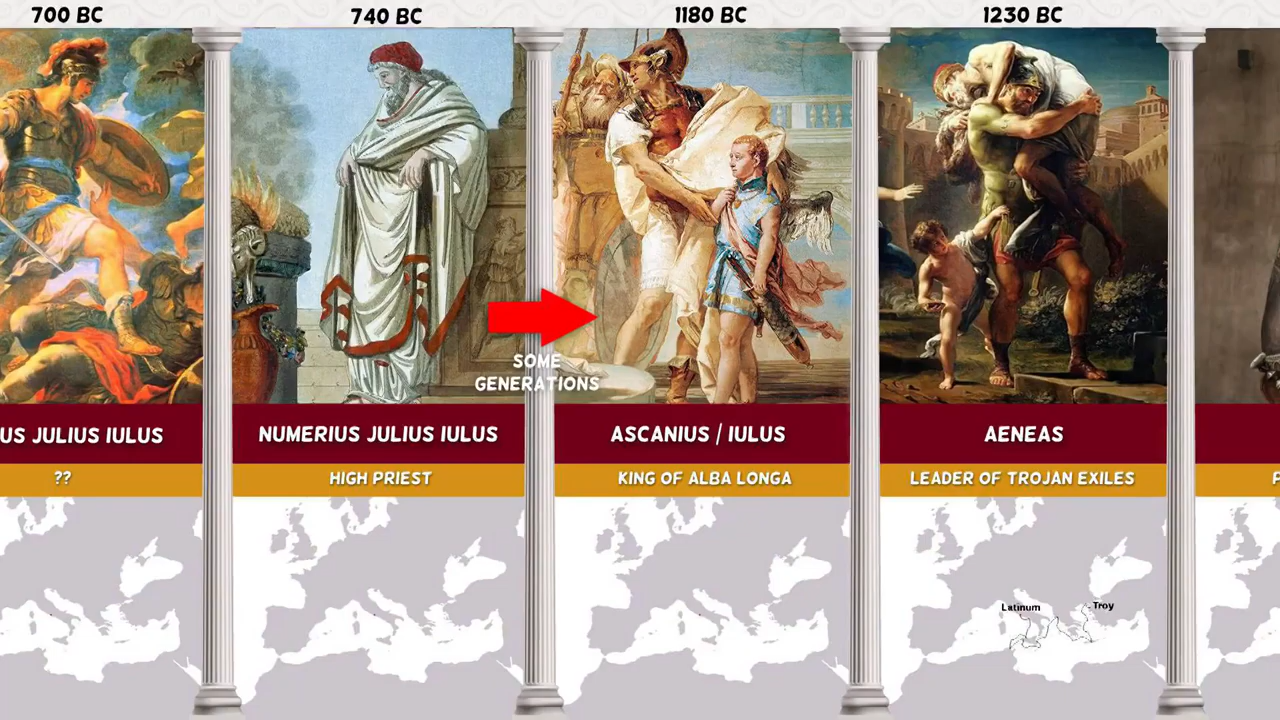 700 BC
740 BC
1180 BC
1230 BC
SOME
GENERATIONS
US JULIUS IULUS
NUMERIUS JULIUS IULUS
ASCANIUS / IULUS
AENEAS
??
HIGH PRIEST
KING OF ALBA LONGA
LEADER OF TROJAN EXILES
P
Latinum
Troy